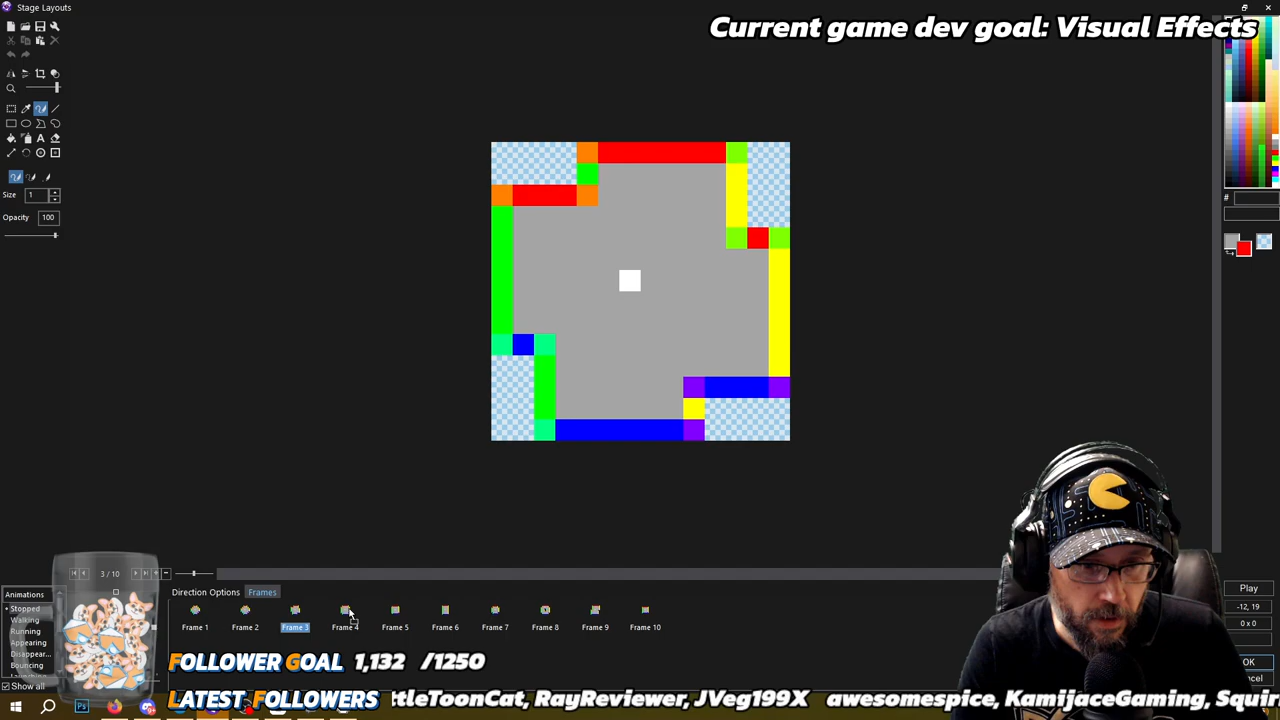 Stage Layouts
Current game dev goal: Visual Effects
Size 1
Opacity 100
#
3 / 10
Animations
Direction Options Frames
Stopped
Walking
Running
Appearing
Disappear...
Bouncing
Show all
Frame 1 Frame 2 Frame 3 Frame 4 Frame 5 Frame 6 Frame 7 Frame 8 Frame 9 Frame 10
Play
-12, 19
0 x 0
OK
Follower Goal 1,132 /1250
Latest Followers ttleToonCat, RayReviewer, JVeg199X awesomespice, KamijaceGaming, Squir